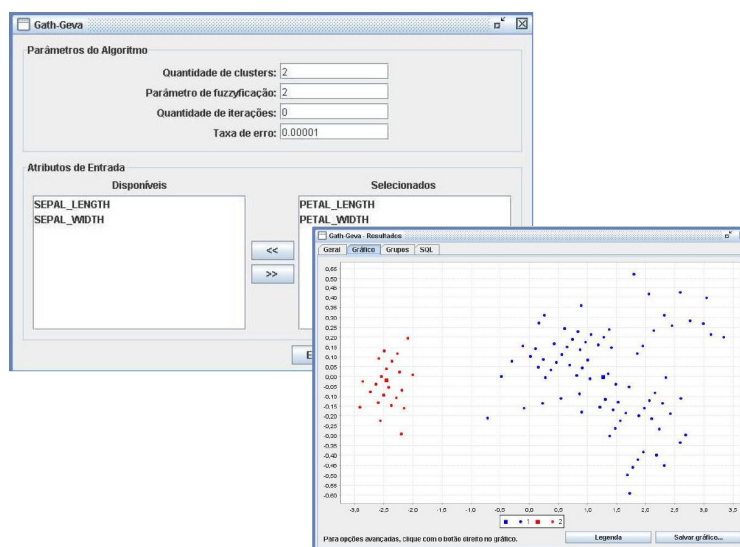 Gath-Geva
Parâmetros do Algoritmo
Quantidade de clusters: 2
Parâmetro de fuzzyficação: 2
Quantidade de iterações: 0
Taxa de erro: 0.00001
Atributos de Entrada
Disponíveis
Selecionados
SEPAL_LENGTH
SEPAL_WIDTH
PETAL_LENGTH
PETAL_WIDTH
<<
>>
E
Gath-Geva - Resultados
Geral Gráfico Grupos SQL
0,55
0,50
0,45
0,40
0,35
0,30
0,25
0,20
0,15
0,10
0,05
0,00
-0,05
-0,10
-0,15
-0,20
-0,25
-0,30
-0,35
-0,40
-0,45
-0,50
-0,55
-0,60
-3,0 -2,5 -2,0 -1,5 -1,0 -0,5 0,0 0,5 1,0 1,5 2,0 2,5 3,0 3,5
1 2
Para opções avançadas, clique com o botão direito no gráfico.
Legenda
Salvar gráfico...